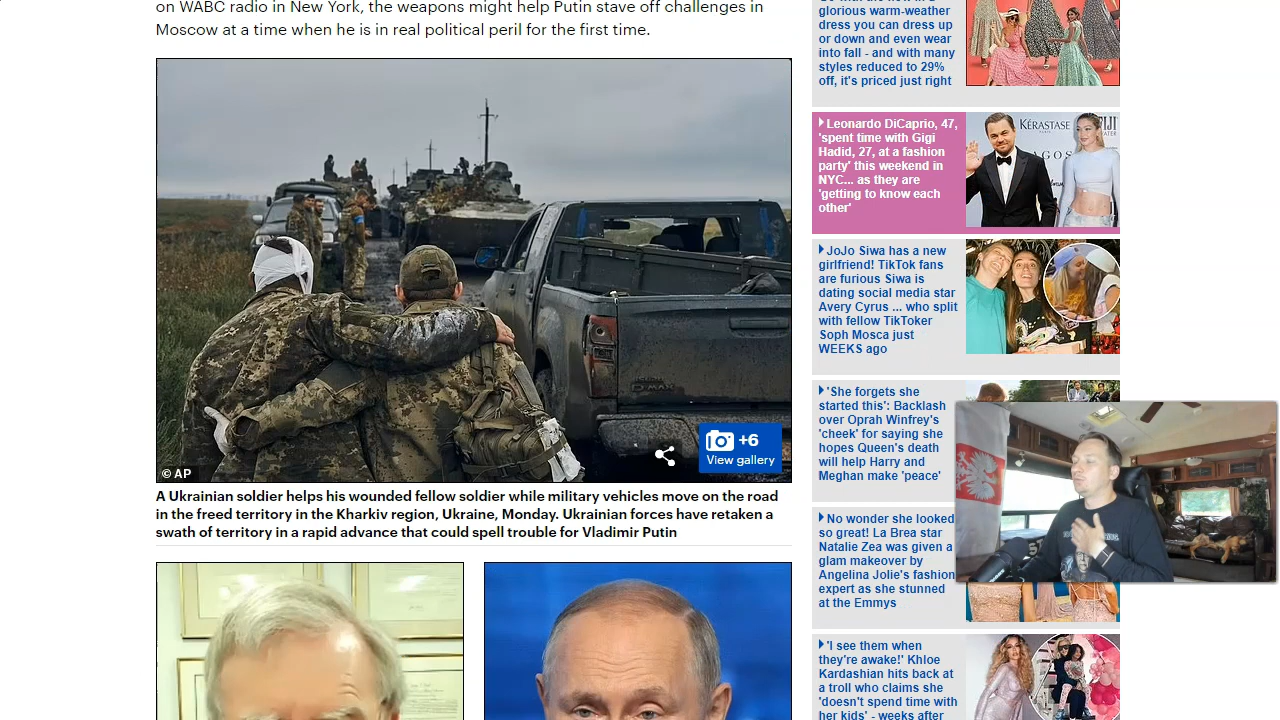 on WABC radio in New York, the weapons might help Putin stave off challenges in
Moscow at a time when he is in real political peril for the first time.
© AP
+6
View gallery
A Ukrainian soldier helps his wounded fellow soldier while military vehicles move on the road
in the freed territory in the Kharkiv region, Ukraine, Monday. Ukrainian forces have retaken a
swath of territory in a rapid advance that could spell trouble for Vladimir Putin
glorious warm-weather
dress you can dress up
or down and even wear
into fall - and with many
styles reduced to 29%
off, it's priced just right
Leonardo DiCaprio, 47,
'spent time with Gigi
Hadid, 27, at a fashion
party' this weekend in
NYC... as they are
'getting to know each
other'
KÉRASTASE
JoJo Siwa has a new
girlfriend! TikTok fans
are furious Siwa is
dating social media star
Avery Cyrus ... who split
with fellow TikToker
Soph Mosca just
WEEKS ago
'She forgets she
started this': Backlash
over Oprah Winfrey's
'cheek' for saying she
hopes Queen's death
will help Harry and
Meghan make 'peace'
No wonder she looked
so great! La Brea star
Natalie Zea was given a
glam makeover by
Angelina Jolie's fashion
expert as she stunned
at the Emmys
'I see them when
they're awake!' Khloe
Kardashian hits back at
a troll who claims she
'doesn't spend time with
her kids' - weeks after